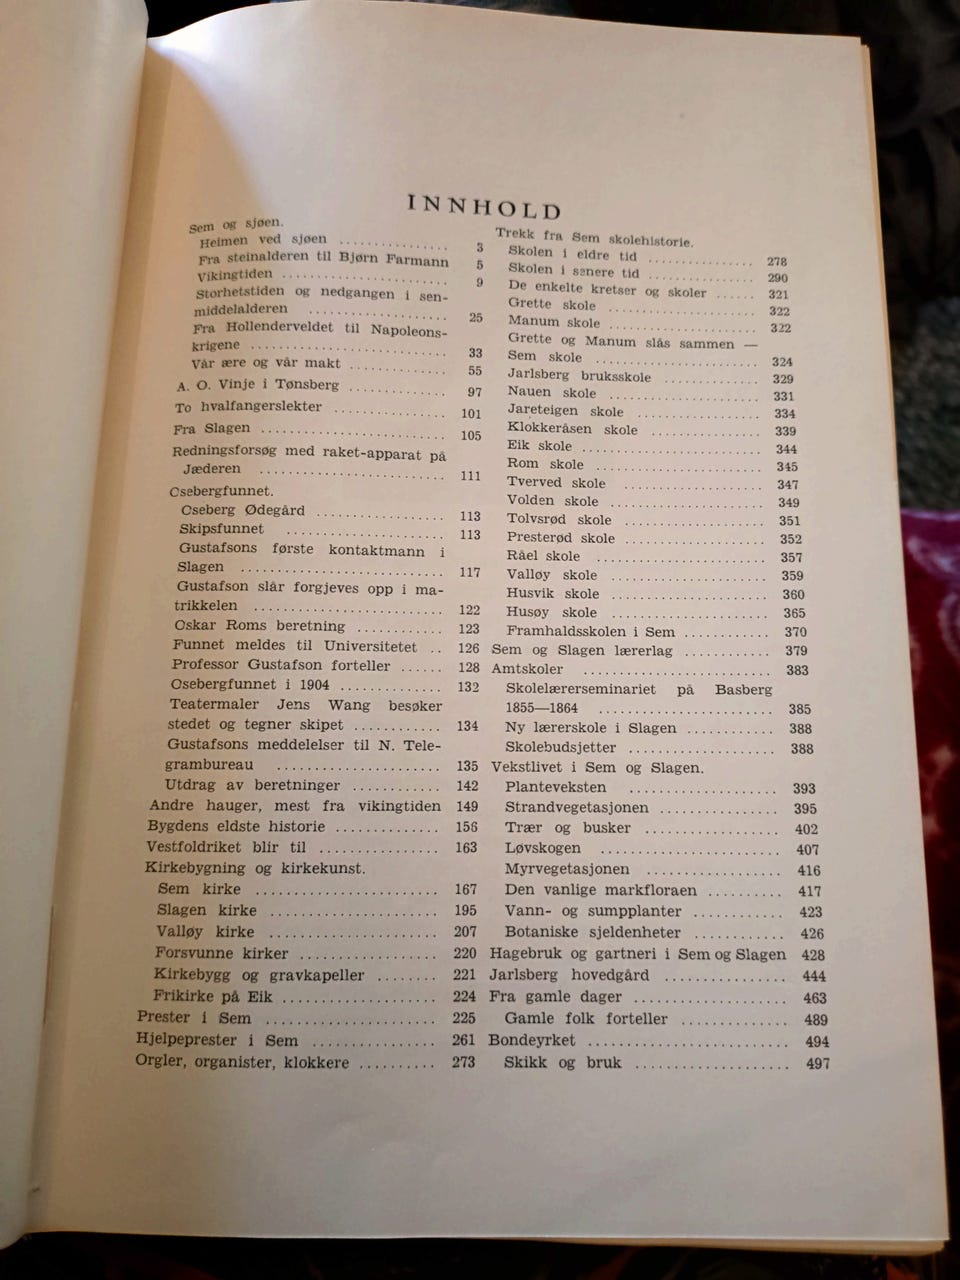 INNHOLD
Sem og sjøen.
Heimen ved sjøen ................ 3
Fra steinalderen til Bjørn Farmann 5
Vikingtiden ........................ 9
Storhetstiden og nedgangen i sen-
middelalderen .................... 25
Fra Hollenderveldet til Napoleons-
krigene ............................ 33
Vår ære og vår makt .............. 55
A. O. Vinje i Tønsberg .............. 97
To hvalfangerslekter ................ 101
Fra Slagen .......................... 105
Redningsforsøg med raket-apparat på
Jæderen .......................... 111
Osebergfunnet.
Oseberg Ødegård .................. 113
Skipsfunnet ...................... 113
Gustafsons første kontaktmann i
Slagen ............................ 117
Gustafson slår forgjeves opp i ma-
trikkelen .......................... 122
Oskar Roms beretning ............ 123
Funnet meldes til Universitetet .. 126
Professor Gustafson forteller ...... 128
Osebergfunnet i 1904 .............. 132
Teatermaler Jens Wang besøker
stedet og tegner skipet ............ 134
Gustafsons meddelelser til N. Tele-
grambureau ...................... 135
Utdrag av beretninger ............ 142
Andre hauger, mest fra vikingtiden 149
Bygdens eldste historie .............. 156
Vestfoldriket blir til ................ 163
Kirkebygning og kirkekunst.
Sem kirke ........................ 167
Slagen kirke ...................... 195
Valløy kirke ...................... 207
Forsvunne kirker .................. 220
Kirkebygg og gravkapeller ........ 221
Frikirke på Eik .................... 224
Prester i Sem ...................... 225
Hjelpeprester i Sem ................ 261
Orgler, organister, klokkere .......... 273
Trekk fra Sem skolehistorie.
Skolen i eldre tid ................ 278
Skolen i senere tid ................ 290
De enkelte kretser og skoler ...... 321
Grette skole ...................... 322
Manum skole ...................... 322
Grette og Manum slås sammen —
Sem skole ........................ 324
Jarlsberg bruksskole .............. 329
Nauen skole ...................... 331
Jareteigen skole .................. 334
Klokkeråsen skole ................ 339
Eik skole .......................... 344
Rom skole ........................ 345
Tverved skole .................... 347
Volden skole ...................... 349
Tolvsrød skole .................... 351
Presterød skole .................... 352
Råel skole ........................ 357
Valløy skole ...................... 359
Husvik skole ...................... 360
Husøy skole ...................... 365
Framhaldsskolen i Sem ............ 370
Sem og Slagen lærerlag ............ 379
Amtskoler .......................... 383
Skolelærerseminariet på Basberg
1855—1864 ........................ 385
Ny lærerskole i Slagen ............ 388
Skolebudsjetter .................... 388
Vekstlivet i Sem og Slagen.
Planteveksten .................... 393
Strandvegetasjonen ................ 395
Trær og busker .................. 402
Løvskogen ........................ 407
Myrvegetasjonen .................. 416
Den vanlige markfloraen .......... 417
Vann- og sumpplanter ............ 423
Botaniske sjeldenheter ............ 426
Hagebruk og gartneri i Sem og Slagen 428
Jarlsberg hovedgård ................ 444
Fra gamle dager .................... 463
Gamle folk forteller .............. 489
Bondeyrket .......................... 494
Skikk og bruk .................... 497